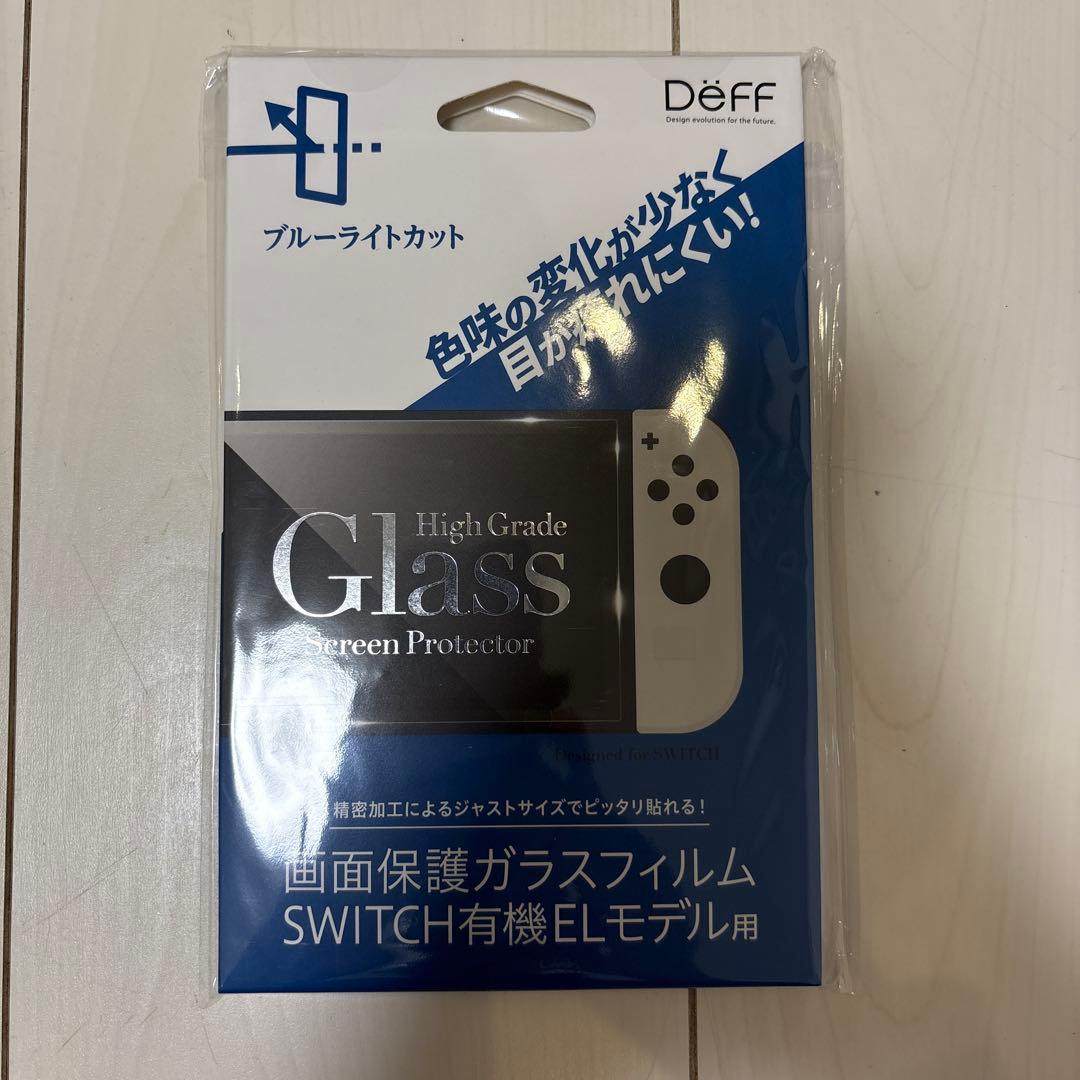 DëFF
Design evolution for the future.
ブルーライトカット
色味の変化が少なく
目が疲れにくい!
High Grade
Glass
Screen Protector
Designed for SWITCH
精密加工によるジャストサイズでピッタリ貼れる!
画面保護ガラスフィルム
SWITCH有機ELモデル用